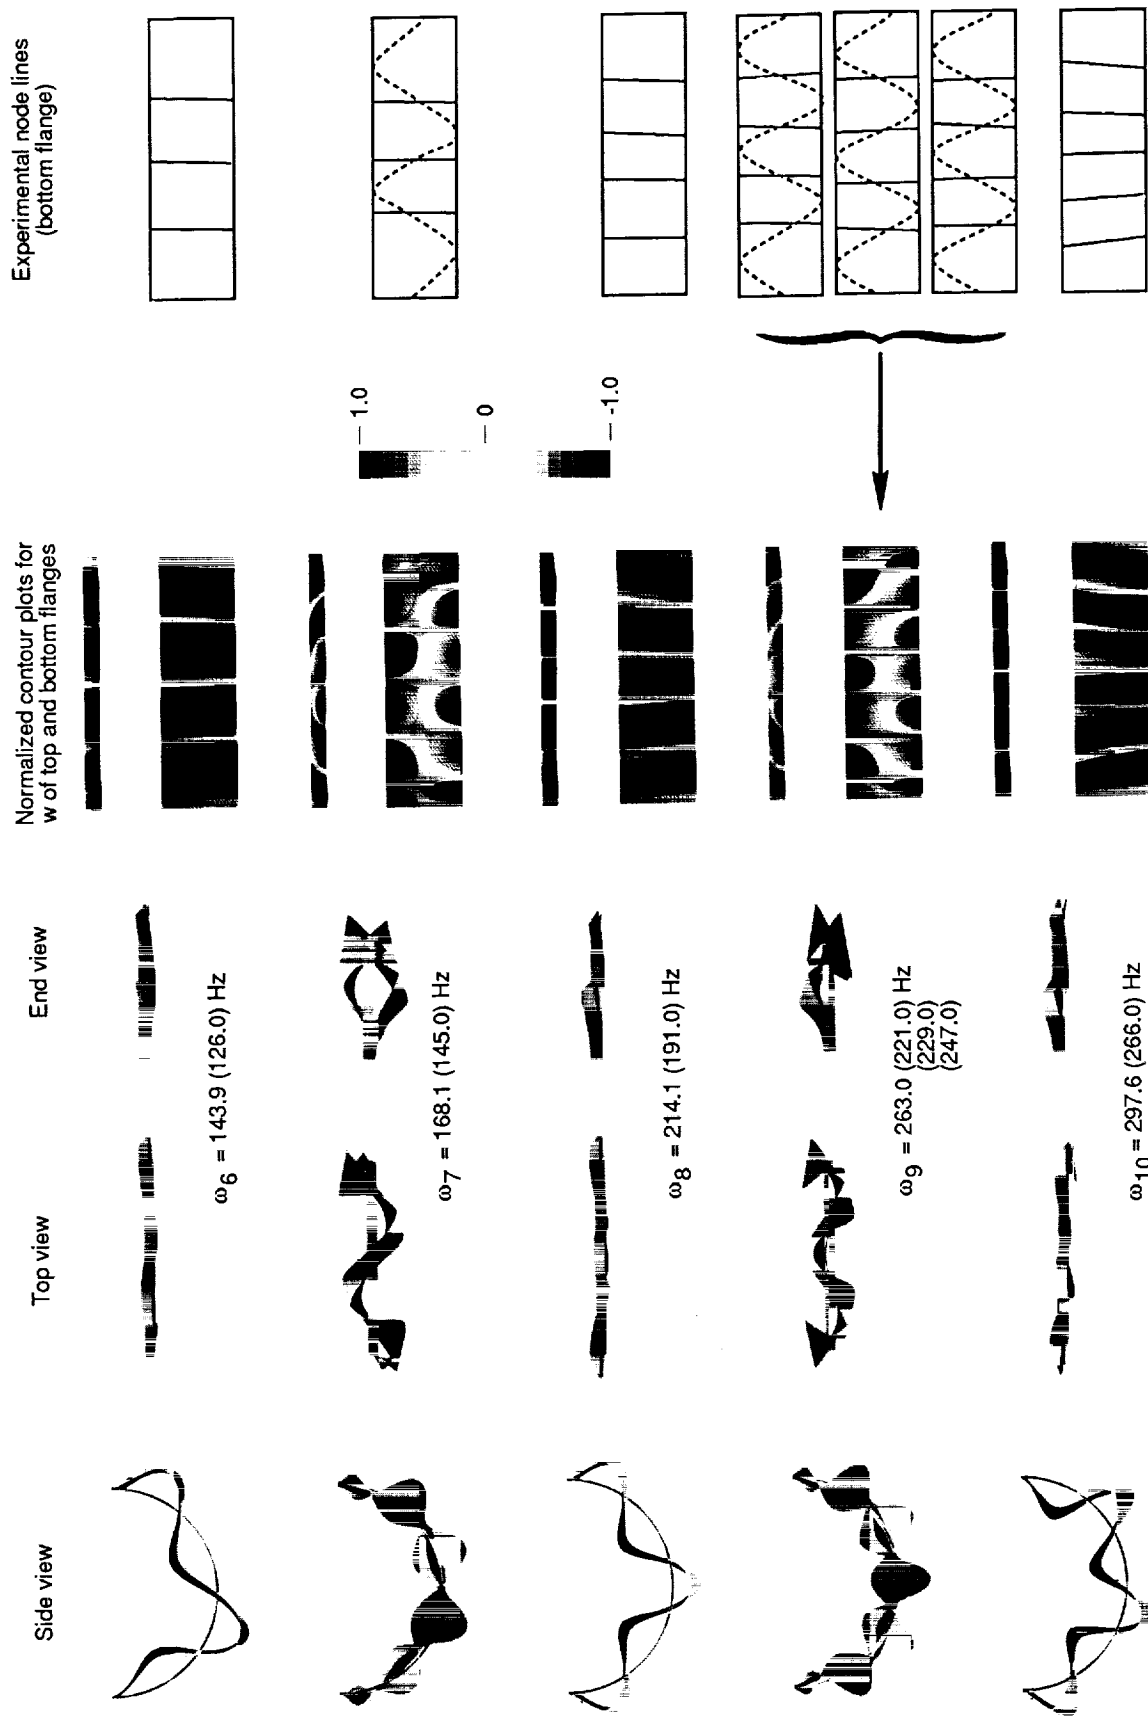 Side view
Top view
End view
Normalized contour plots for
w of top and bottom flanges
Experimental node lines
(bottom flange)
1.0
0
-1.0
ω6 = 143.9 (126.0) Hz
ω7 = 168.1 (145.0) Hz
ω8 = 214.1 (191.0) Hz
ω9 = 263.0 (221.0) Hz
(229.0)
(247.0)
ω10 = 297.6 (266.0) Hz